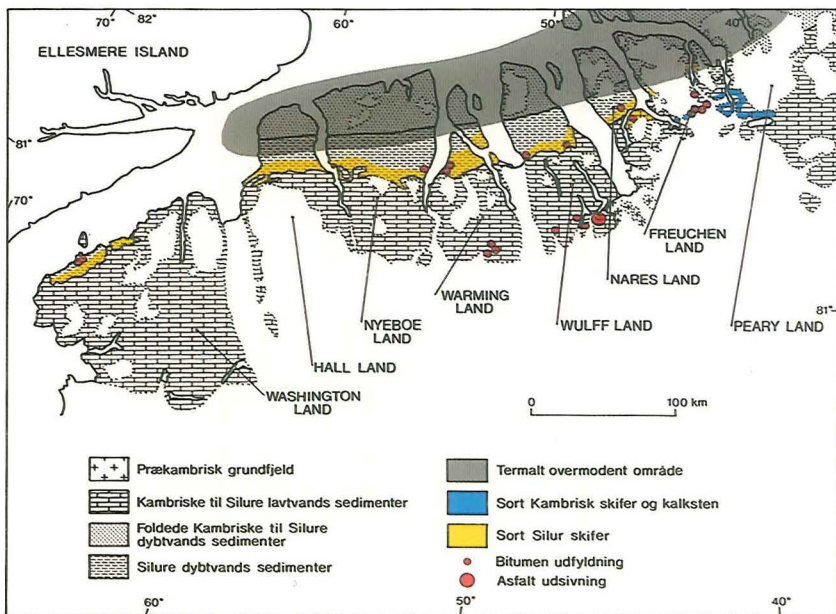 70°
82°
60°
50°
40°
ELLESMERE ISLAND
81°
70°
FREUCHEN
LAND
NARES LAND
WARMING
LAND
NYEBOE
LAND
WULFF LAND
PEARY LAND
81°
HALL LAND
WASHINGTON
LAND
0 100 km
Prækambrisk grundfjeld
Kambriske til Silure lavtvands sedimenter
Foldede Kambriske til Silure
dybtvands sedimenter
Silure dybtvands sedimenter
Termalt overmodent område
Sort Kambrisk skifer og kalksten
Sort Silur skifer
Bitumen udfyldning
Asfalt udsivning
60°
50°
40°